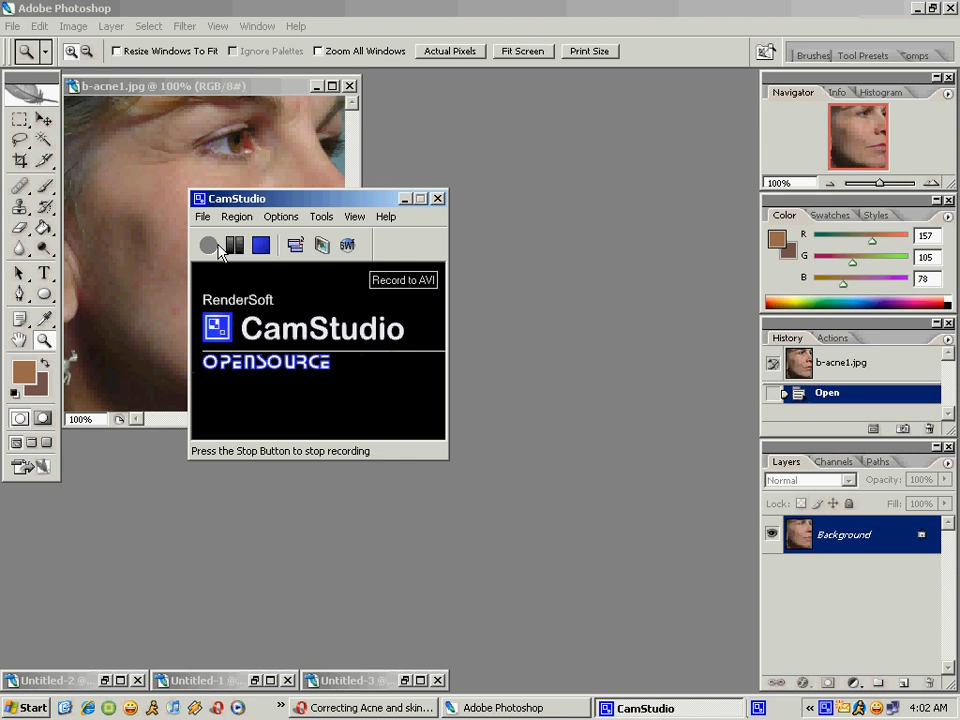 Adobe Photoshop
File Edit Image Layer Select Filter View Window Help
Resize Windows To Fit Ignore Palettes Zoom All Windows Actual Pixels Fit Screen Print Size
Brushes Tool Presets Comps
b-acne1.jpg @ 100% (RGB/8#)
Navigator Info Histogram
100%
CamStudio
File Region Options Tools View Help
Record to AVI
RenderSoft
CamStudio
OPENSOURCE
Press the Stop Button to stop recording
100%
Color Swatches Styles
R 157
G 105
B 78
History Actions
b-acne1.jpg
Open
Layers Channels Paths
Normal Opacity: 100%
Lock: Fill: 100%
Background
Untitled-2 @... Untitled-1 @... Untitled-3 @...
Start Correcting Acne and skin... Adobe Photoshop CamStudio 4:02 AM